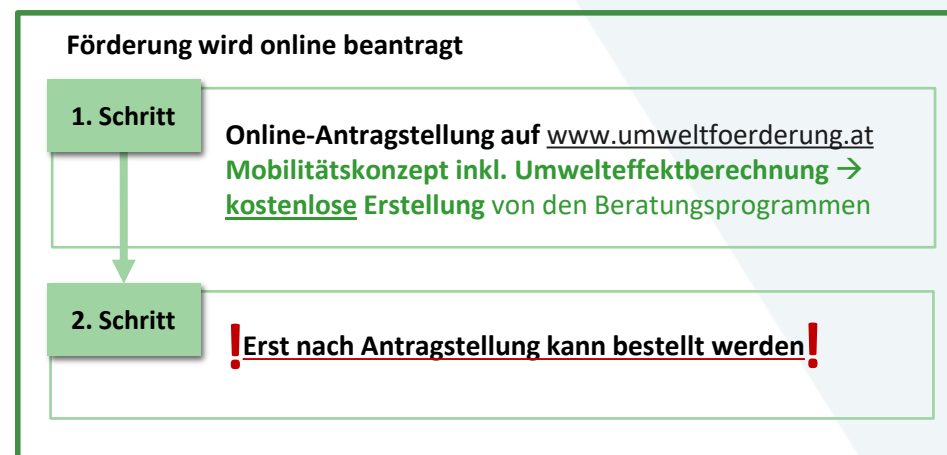 Förderung wird online beantragt
1. Schritt
Online-Antragstellung auf www.umweltfoerderung.at
Mobilitätskonzept inkl. Umwelteffektberechnung →
kostenlose Erstellung von den Beratungsprogrammen
2. Schritt
!Erst nach Antragstellung kann bestellt werden!